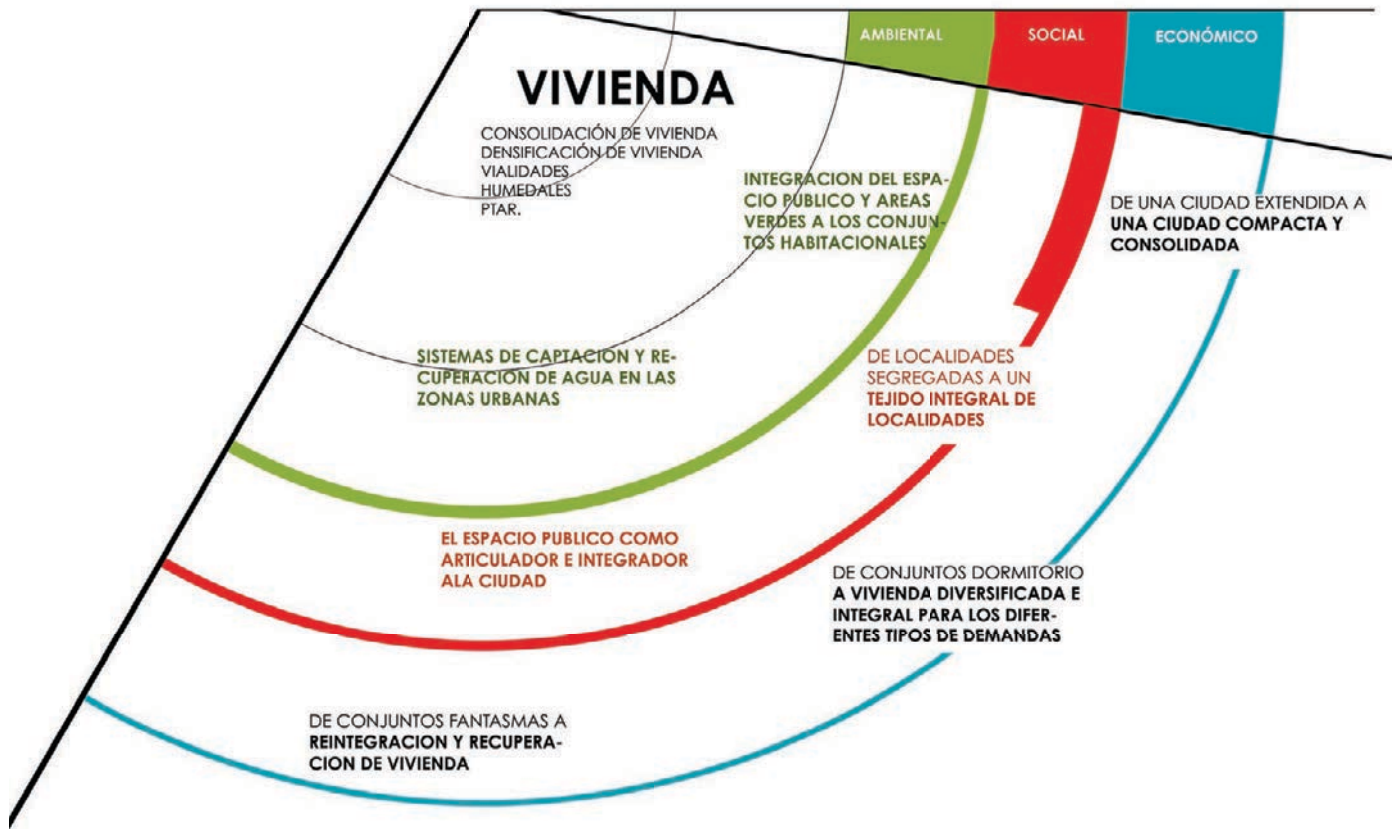 AMBIENTAL
SOCIAL
ECONÓMICO
VIVIENDA
CONSOLIDACIÓN DE VIVIENDA
DENSIFICACIÓN DE VIVIENDA
VIALIDADES
HUMEDALES
PTAR.
INTEGRACION DEL ESPA-
CIO PUBLICO Y AREAS
VERDES A LOS CONJUN-
TOS HABITACIONALES
DE UNA CIUDAD EXTENDIDA A
UNA CIUDAD COMPACTA Y
CONSOLIDADA
SISTEMAS DE CAPTACION Y RE-
CUPERACION DE AGUA EN LAS
ZONAS URBANAS
DE LOCALIDADES
SEGREGADAS A UN
TEJIDO INTEGRAL DE
LOCALIDADES
EL ESPACIO PUBLICO COMO
ARTICULADOR E INTEGRADOR
ALA CIUDAD
DE CONJUNTOS DORMITORIO
A VIVIENDA DIVERSIFICADA E
INTEGRAL PARA LOS DIFER-
ENTES TIPOS DE DEMANDAS
DE CONJUNTOS FANTASMAS A
REINTEGRACION Y RECUPERA-
CION DE VIVIENDA